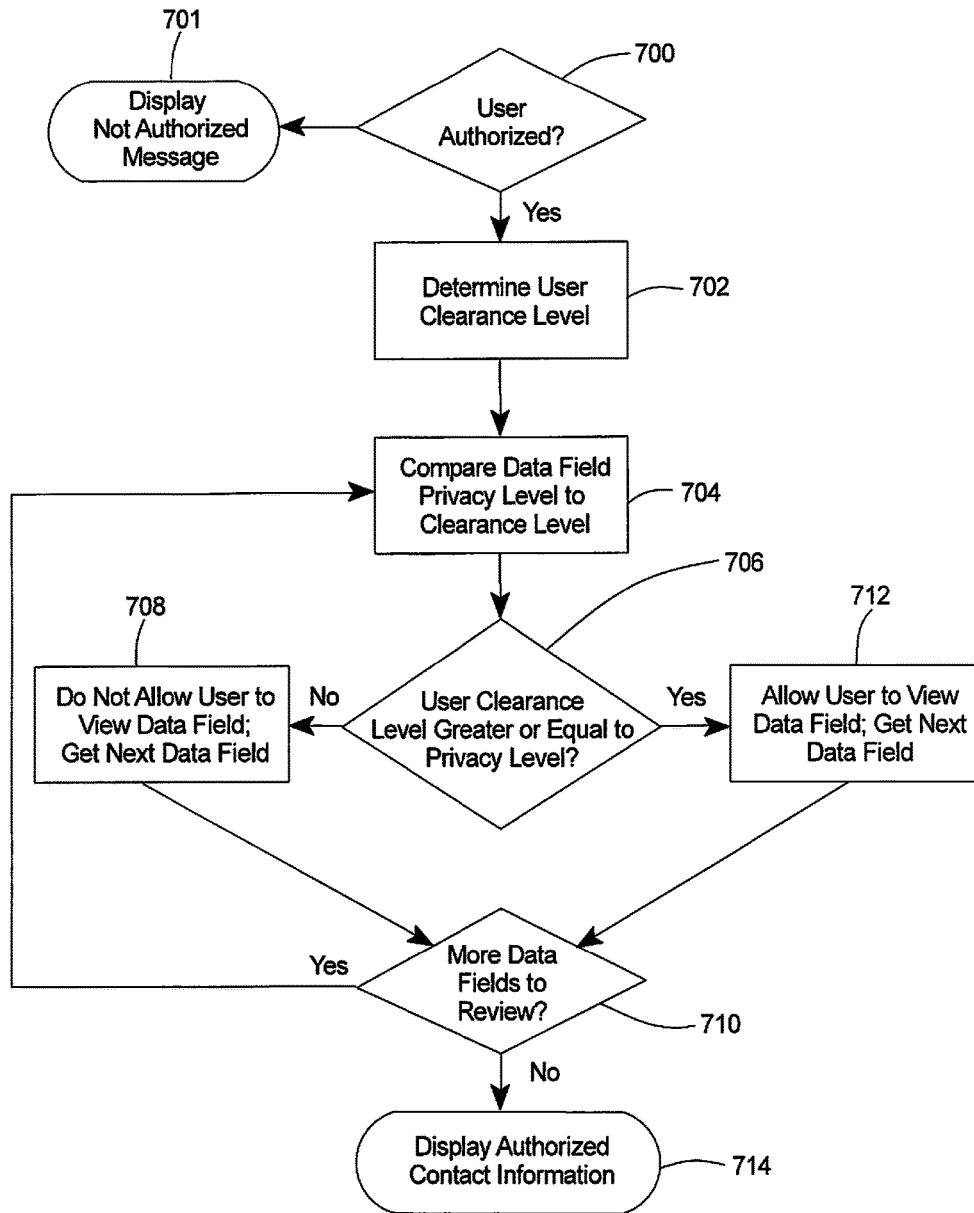 701
700
Display
Not Authorized
Message
User
Authorized?
Yes
Determine User
Clearance Level
702
Compare Data Field
Privacy Level to
Clearance Level
704
706
708
712
Do Not Allow User to
View Data Field;
Get Next Data Field
No
User Clearance
Level Greater or Equal to
Privacy Level?
Yes
Allow User to View
Data Field; Get Next
Data Field
Yes
More Data
Fields to
Review?
710
No
Display Authorized
Contact Information
714